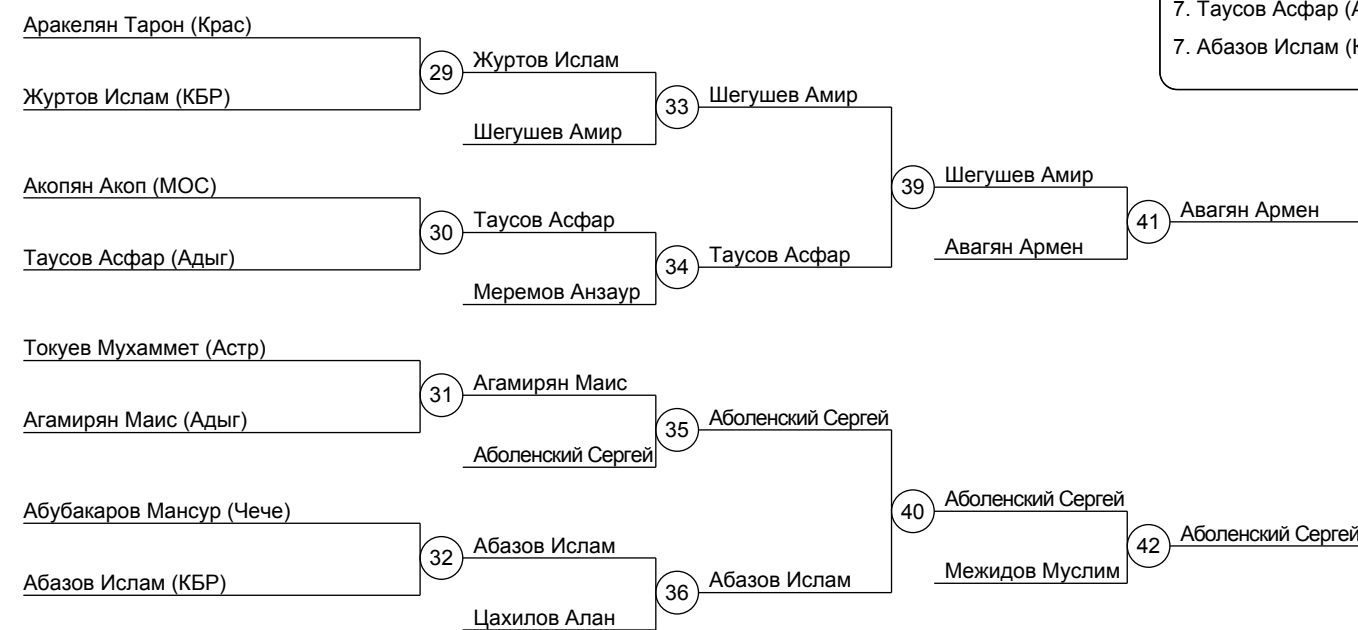 7. Таусов Асфар (А
7. Абазов Ислам (
Аракелян Тарон (Крас)
29
Журтов Ислам
Журтов Ислам (КБР)
33
Шегушев Амир
Шегушев Амир
Акопян Акоп (МОС)
39
Шегушев Амир
30
Таусов Асфар
41
Авагян Армен
Таусов Асфар (Адыг)
34
Таусов Асфар
Авагян Армен
Меремов Анзаур
Токуев Мухаммет (Астр)
31
Агамирян Маис
Агамирян Маис (Адыг)
35
Аболенский Сергей
Аболенский Сергей
Абубакаров Мансур (Чече)
40
Аболенский Сергей
32
Абазов Ислам
42
Аболенский Сергей
Абазов Ислам (КБР)
36
Абазов Ислам
Межидов Муслим
Цахилов Алан